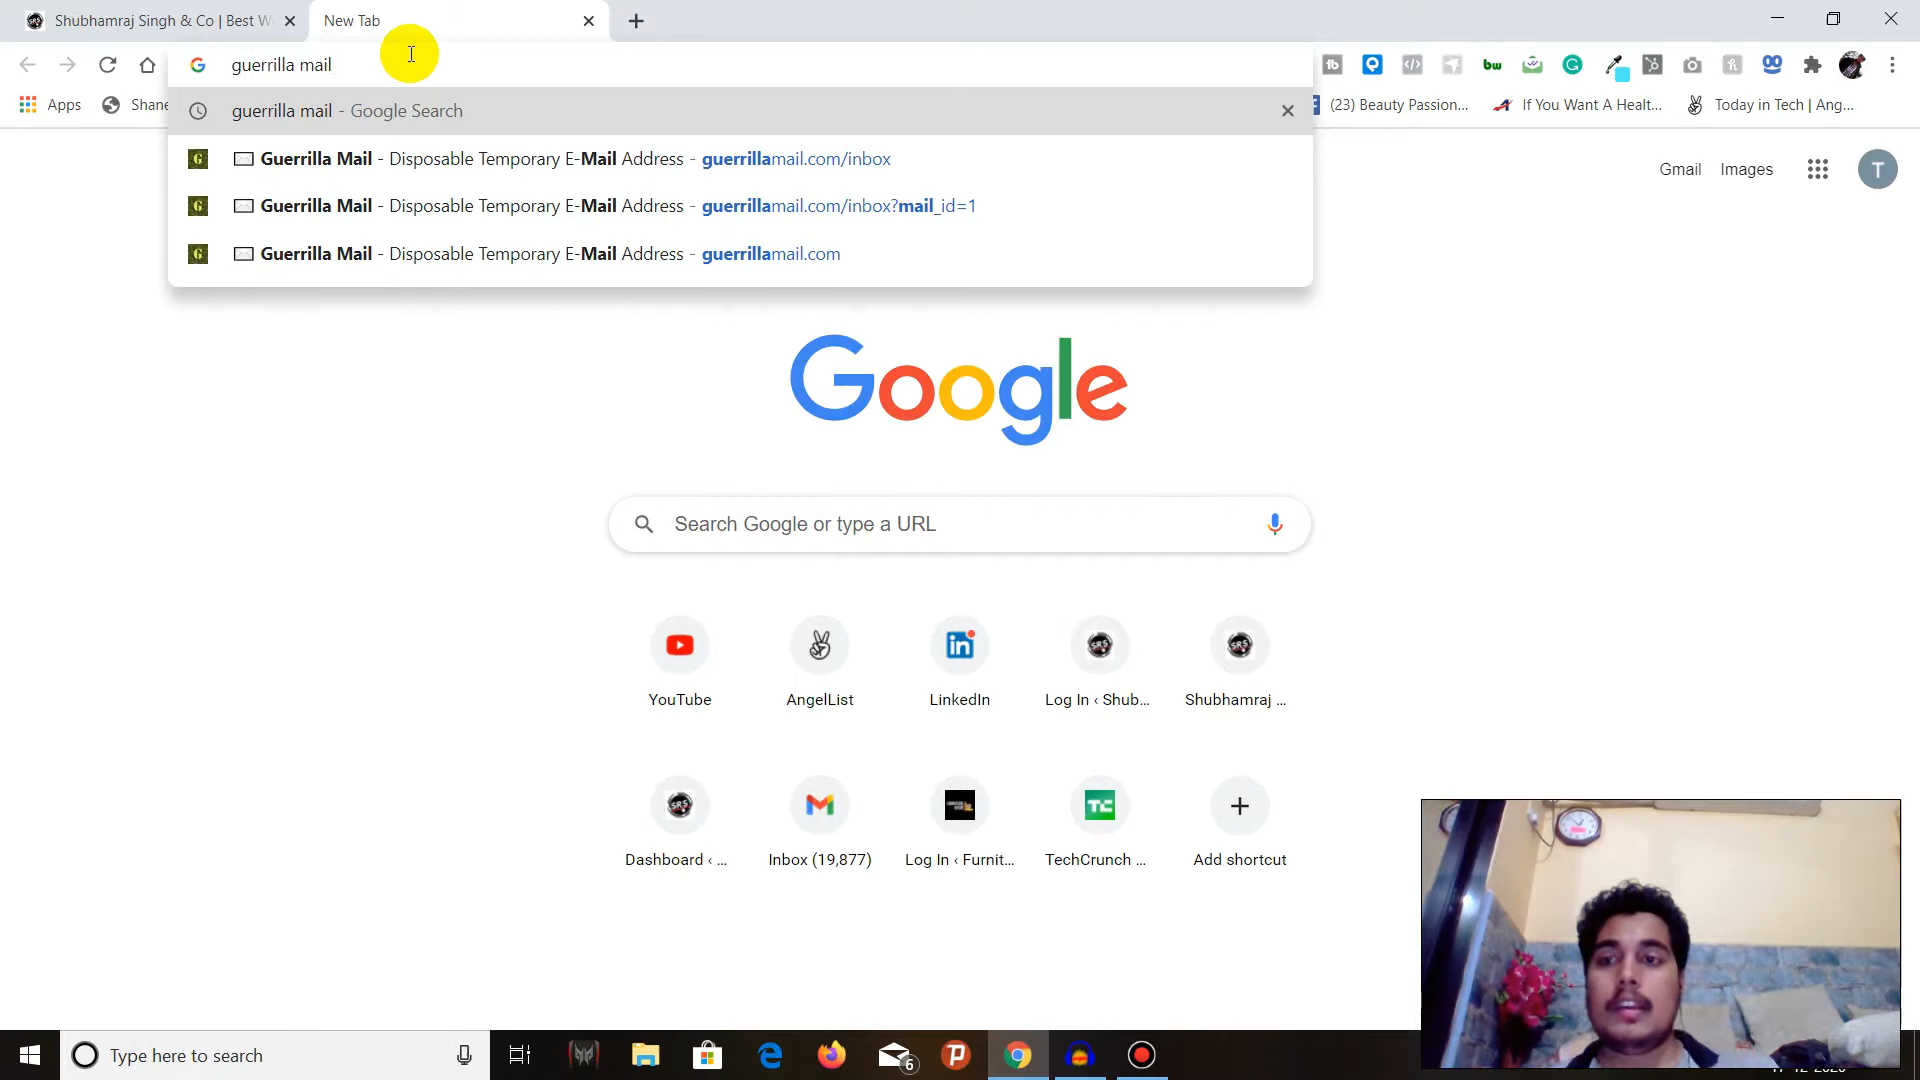 Shubhamraj Singh & Co | Best W
New Tab
guerrilla mail
guerrilla mail - Google Search
Guerrilla Mail - Disposable Temporary E-Mail Address - guerrillamail.com/inbox
Guerrilla Mail - Disposable Temporary E-Mail Address - guerrillamail.com/inbox?mail_id=1
Guerrilla Mail - Disposable Temporary E-Mail Address - guerrillamail.com
Apps
Shane
(23) Beauty Passion...
If You Want A Healt...
Today in Tech | Ang...
Gmail
Images
T
Google
Search Google or type a URL
YouTube
AngelList
LinkedIn
Log In ‹ Shub...
Shubhamraj ...
Dashboard ‹ ...
Inbox (19,877)
Log In ‹ Furnit...
TechCrunch ...
Add shortcut
Type here to search
6